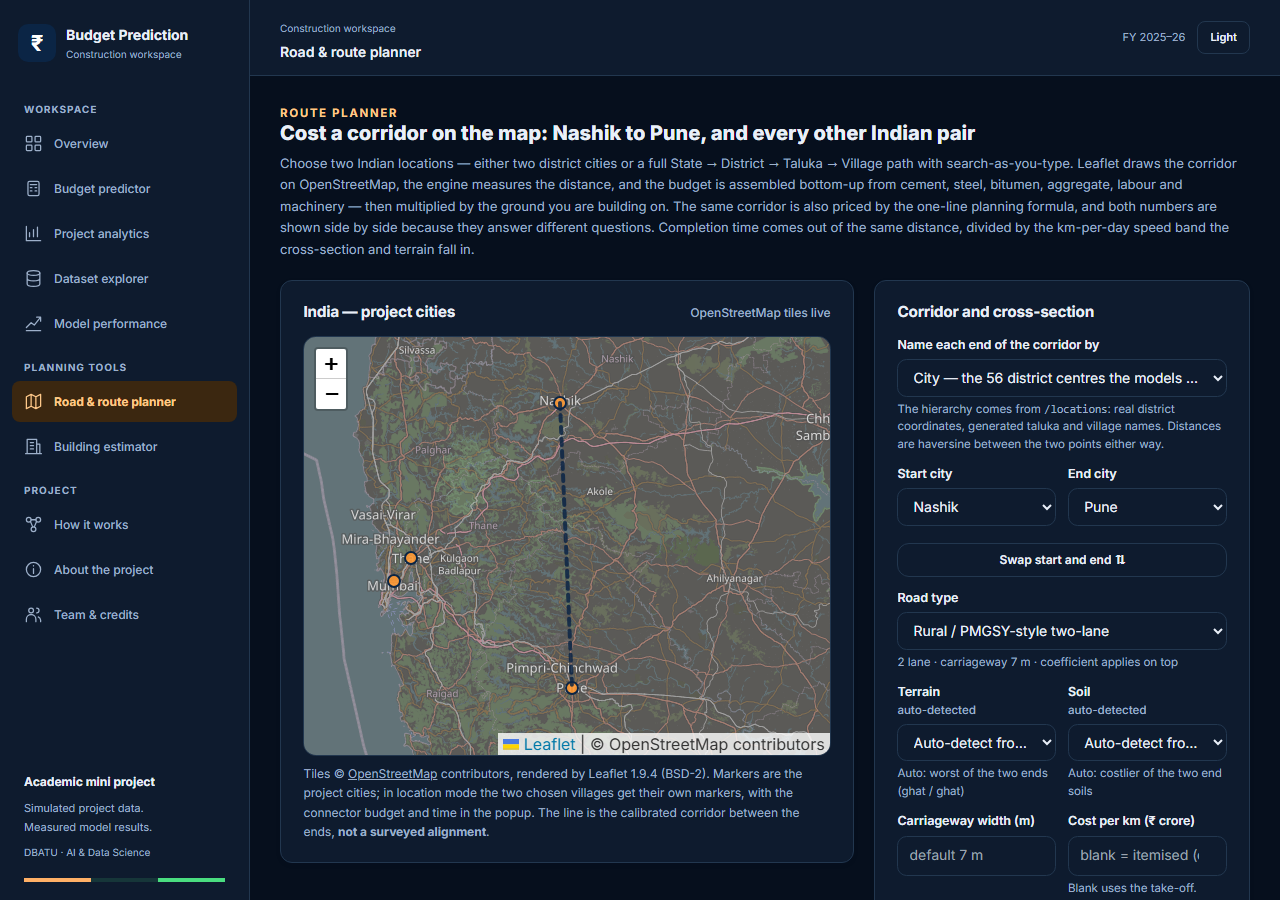 ₹
Budget Prediction
Construction workspace
WORKSPACE
Overview
Budget predictor
Project analytics
Dataset explorer
Model performance
PLANNING TOOLS
Road & route planner
Building estimator
PROJECT
How it works
About the project
Team & credits
Academic mini project
Simulated project data.
Measured model results.
DBATU · AI & Data Science
Construction workspace
Road & route planner
FY 2025–26
Light
ROUTE PLANNER
Cost a corridor on the map: Nashik to Pune, and every other Indian pair
Choose two Indian locations — either two district cities or a full State → District → Taluka → Village path with search-as-you-type. Leaflet draws the corridor
on OpenStreetMap, the engine measures the distance, and the budget is assembled bottom-up from cement, steel, bitumen, aggregate, labour and
machinery — then multiplied by the ground you are building on. The same corridor is also priced by the one-line planning formula, and both numbers are
shown side by side because they answer different questions. Completion time comes out of the same distance, divided by the km-per-day speed band the
cross-section and terrain fall in.
India — project cities
OpenStreetMap tiles live
+
−
Silvassa
Nashik
Nashik
Chh
Samb
Palghar
Akole
Vasai-Virar
Thane
Mira-Bhayander
Thane
Kulgaon
Badlapur
Mumbai
Ahilyanagar
Pimpri-Chinchwad
Pune
Raigad
Leaflet | © OpenStreetMap contributors
Tiles © OpenStreetMap contributors, rendered by Leaflet 1.9.4 (BSD-2). Markers are the
project cities; in location mode the two chosen villages get their own markers, with the
connector budget and time in the popup. The line is the calibrated corridor between the
ends, not a surveyed alignment.
Corridor and cross-section
Name each end of the corridor by
City — the 56 district centres the models ...
The hierarchy comes from /locations: real district
coordinates, generated taluka and village names. Distances
are haversine between the two points either way.
Start city
End city
Nashik
Pune
Swap start and end ⇅
Road type
Rural / PMGSY-style two-lane
2 lane · carriageway 7 m · coefficient applies on top
Terrain
auto-detected
Soil
auto-detected
Auto-detect fro...
Auto-detect fro...
Auto: worst of the two ends
(ghat / ghat)
Auto: costlier of the two end
soils
Carriageway width (m)
Cost per km (₹ crore)
default 7 m
blank = itemised (
Blank uses the take-off.